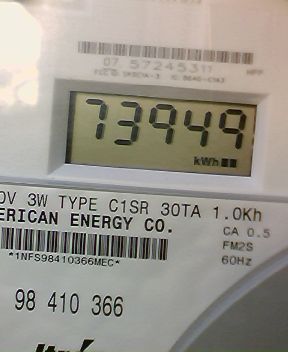 07 57245311
HPF
73949
kWh
0V 3W TYPE C1SR 30TA 1.0Kh
ERICAN ENERGY CO.
CA 0.5
FM2S
*1NFS98410366MEC*
60Hz
98 410 366